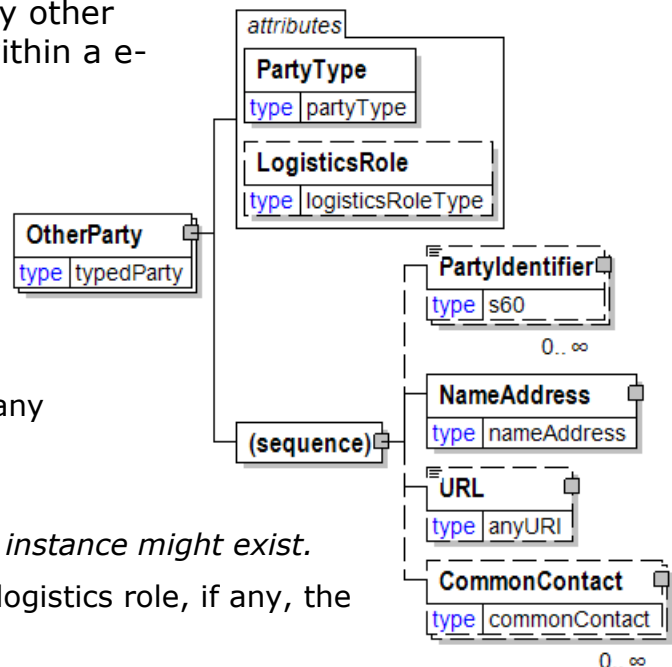 y other
ithin a e-
attributes
PartyType
type partyType
LogisticsRole
type logisticsRoleType
OtherParty
type typedParty
PartyIdentifier
type s60
0.. ∞
any
NameAddress
type nameAddress
(sequence)
URL
type anyURI
instance might exist.
CommonContact
type commonContact
logistics role, if any, the
0.. ∞